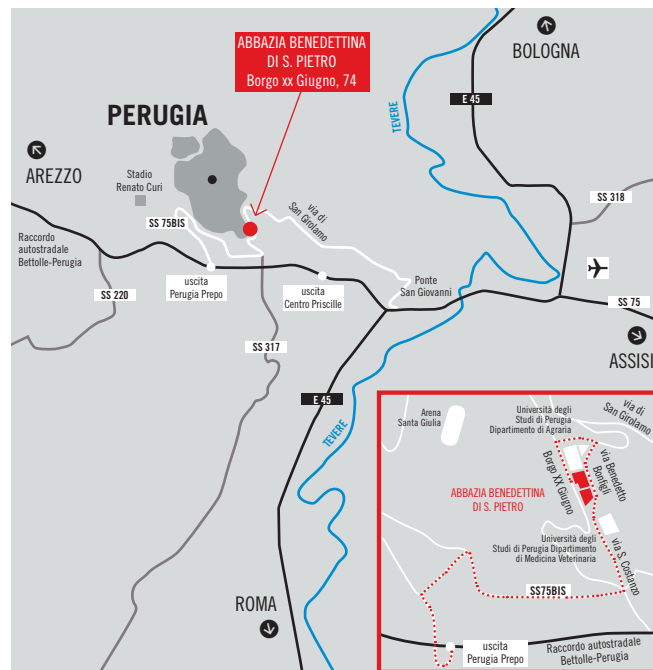 ABBAZIA BENEDETTINA
DI S. PIETRO
Borgo xx Giugno, 74
BOLOGNA
E 45
TEVERE
PERUGIA
AREZZO
Stadio
Renato Curi
SS 75BIS
via di
San Girolamo
SS 318
Raccordo
autostradale
Bettolle-Perugia
uscita
Perugia Prepo
uscita
Centro Priscille
Ponte
San Giovanni
SS 220
SS 75
SS 317
ASSISI
E 45
TEVERE
ROMA
Arena
Santa Giulia
Università degli
Studi di Perugia
Dipartimento di Agraria
via di
San Girolamo
Borgo XX Giugno
via Benedetto
Bonfigli
ABBAZIA BENEDETTINA
DI S. PIETRO
Università degli
Studi di Perugia Dipartimento
di Medicina Veterinaria
via S. Costanzo
SS75BIS
uscita
Perugia Prepo
Raccordo autostradale
Bettolle-Perugia